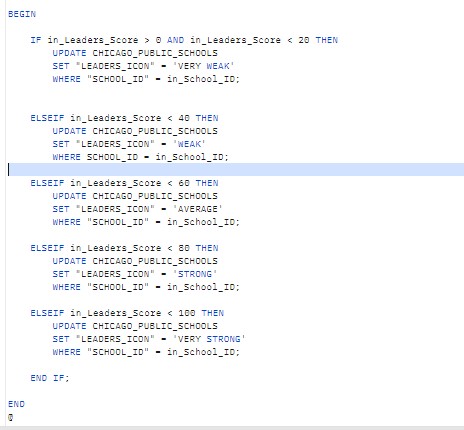 BEGIN
IF in_Leaders_Score > 0 AND in_Leaders_Score < 20 THEN
UPDATE CHICAGO_PUBLIC_SCHOOLS
SET "LEADERS_ICON" = 'VERY WEAK'
WHERE "SCHOOL_ID" = in_School_ID;
ELSEIF in_Leaders_Score < 40 THEN
UPDATE CHICAGO_PUBLIC_SCHOOLS
SET "LEADERS_ICON" = 'WEAK'
WHERE SCHOOL_ID = in_School_ID;
ELSEIF in_Leaders_Score < 60 THEN
UPDATE CHICAGO_PUBLIC_SCHOOLS
SET "LEADERS_ICON" = 'AVERAGE'
WHERE "SCHOOL_ID" = in_School_ID;
ELSEIF in_Leaders_Score < 80 THEN
UPDATE CHICAGO_PUBLIC_SCHOOLS
SET "LEADERS_ICON" = 'STRONG'
WHERE "SCHOOL_ID" = in_School_ID;
ELSEIF in_Leaders_Score < 100 THEN
UPDATE CHICAGO_PUBLIC_SCHOOLS
SET "LEADERS_ICON" = 'VERY STRONG'
WHERE "SCHOOL_ID" = in_School_ID;
END IF;
END
@